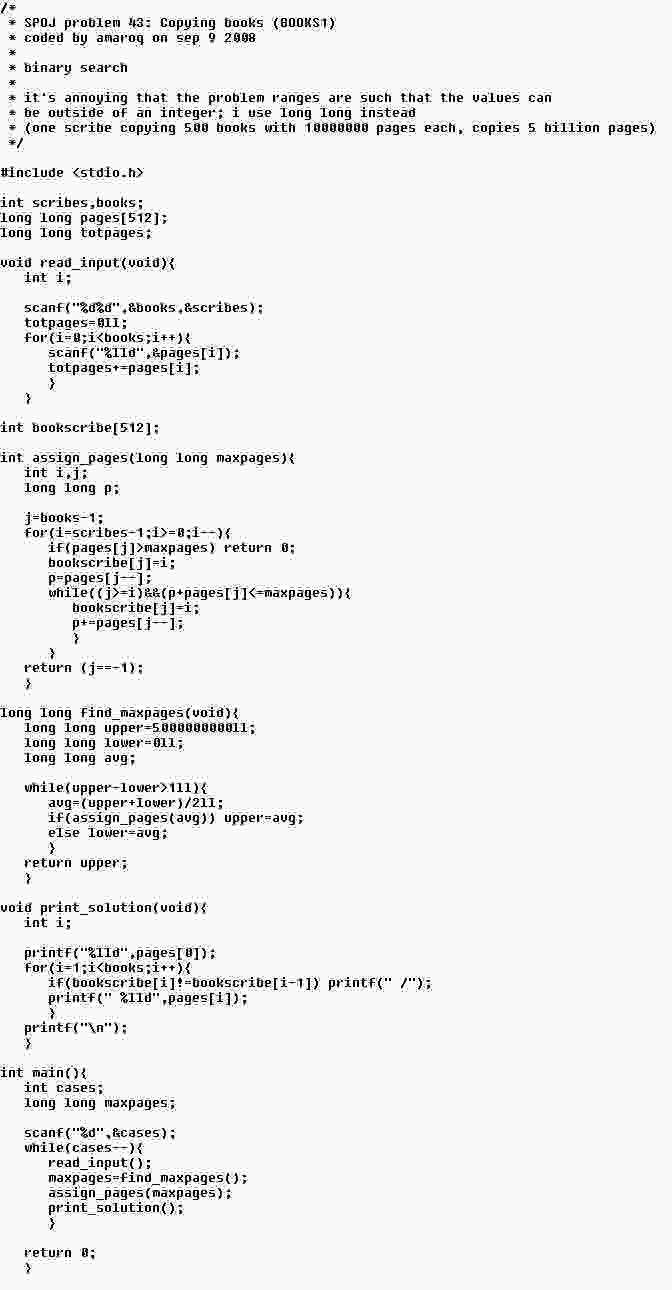 /*
 * SPOJ problem 43: Copying books (BOOKS1)
 * coded by amaroq on sep 9 2008
 *
 * binary search
 *
 * it's annoying that the problem ranges are such that the values can
 * be outside of an integer; i use long long instead
 * (one scribe copying 500 books with 10000000 pages each, copies 5 billion pages)
 */

#include <stdio.h>

int scribes,books;
long long pages[512];
long long totpages;

void read_input(void){
   int i;

   scanf("%d%d",&books,&scribes);
   totpages=0ll;
   for(i=0;i<books;i++){
      scanf("%lld",&pages[i]);
      totpages+=pages[i];
      }
   }

int bookscribe[512];

int assign_pages(long long maxpages){
   int i,j;
   long long p;

   j=books-1;
   for(i=scribes-1;i>=0;i--){
      if(pages[j]>maxpages) return 0;
      bookscribe[j]=i;
      p=pages[j--];
      while((j>=i)&&(p+pages[j]<=maxpages)){
         bookscribe[j]=i;
         p+=pages[j--];
         }
      }
   return (j==-1);
   }

long long find_maxpages(void){
   long long upper=5000000000ll;
   long long lower=0ll;
   long long avg;

   while(upper-lower>1ll){
      avg=(upper+lower)/2ll;
      if(assign_pages(avg)) upper=avg;
      else lower=avg;
      }
   return upper;
   }

void print_solution(void){
   int i;

   printf("%lld",pages[0]);
   for(i=1;i<books;i++){
      if(bookscribe[i]!=bookscribe[i-1]) printf(" /");
      printf(" %lld",pages[i]);
      }
   printf("\n");
   }

int main(){
   int cases;
   long long maxpages;

   scanf("%d",&cases);
   while(cases--){
      read_input();
      maxpages=find_maxpages();
      assign_pages(maxpages);
      print_solution();
      }

   return 0;
   }